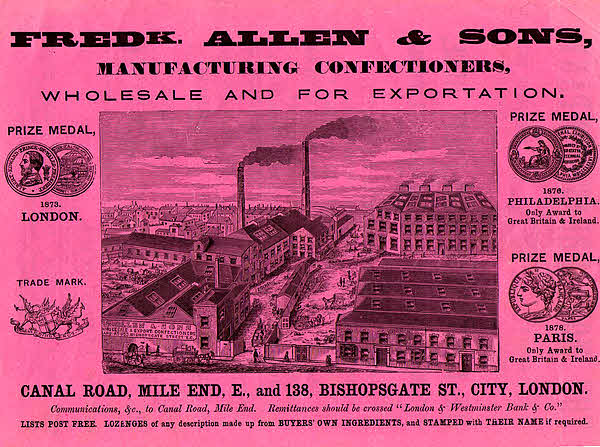 FREDK. ALLEN & SONS,
MANUFACTURING CONFECTIONERS,
WHOLESALE AND FOR EXPORTATION.
PRIZE MEDAL,
1873.
LONDON.
TRADE MARK.
ALLEN & SONS
PRIZE MEDAL,
1876.
PHILADELPHIA.
Only Award to
Great Britain & Ireland.
PRIZE MEDAL,
1878.
PARIS.
Only Award to
Great Britain & Ireland.
CANAL ROAD, MILE END, E., and 138, BISHOPSGATE ST., CITY, LONDON.
Communications, &c., to Canal Road, Mile End. Remittances should be crossed "London & Westminster Bank & Co."
LISTS POST FREE. LOZENGES of any description made up from BUYERS' OWN INGREDIENTS, and STAMPED with THEIR NAME if required.